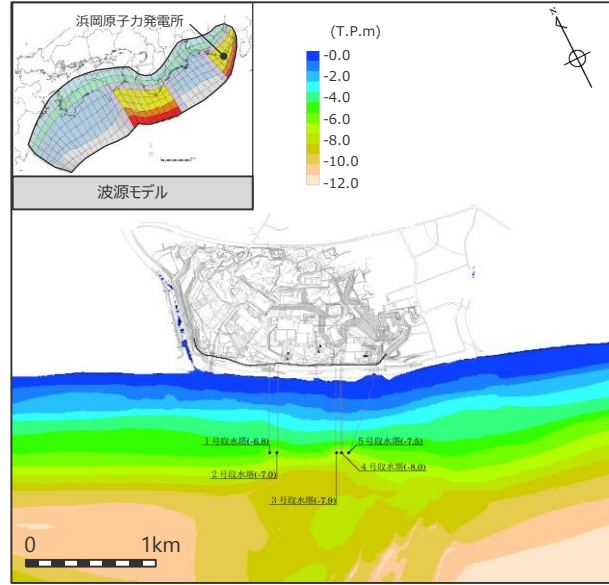 浜岡原子力発電所
波源モデル
(T.P.m)
-0.0
-2.0
-4.0
-6.0
-8.0
-10.0
-12.0
N
1号取水塔(-6.8)
5号取水塔(-7.5)
2号取水塔(-7.0)
4号取水塔(-8.0)
3号取水塔(-7.9)
0 1km